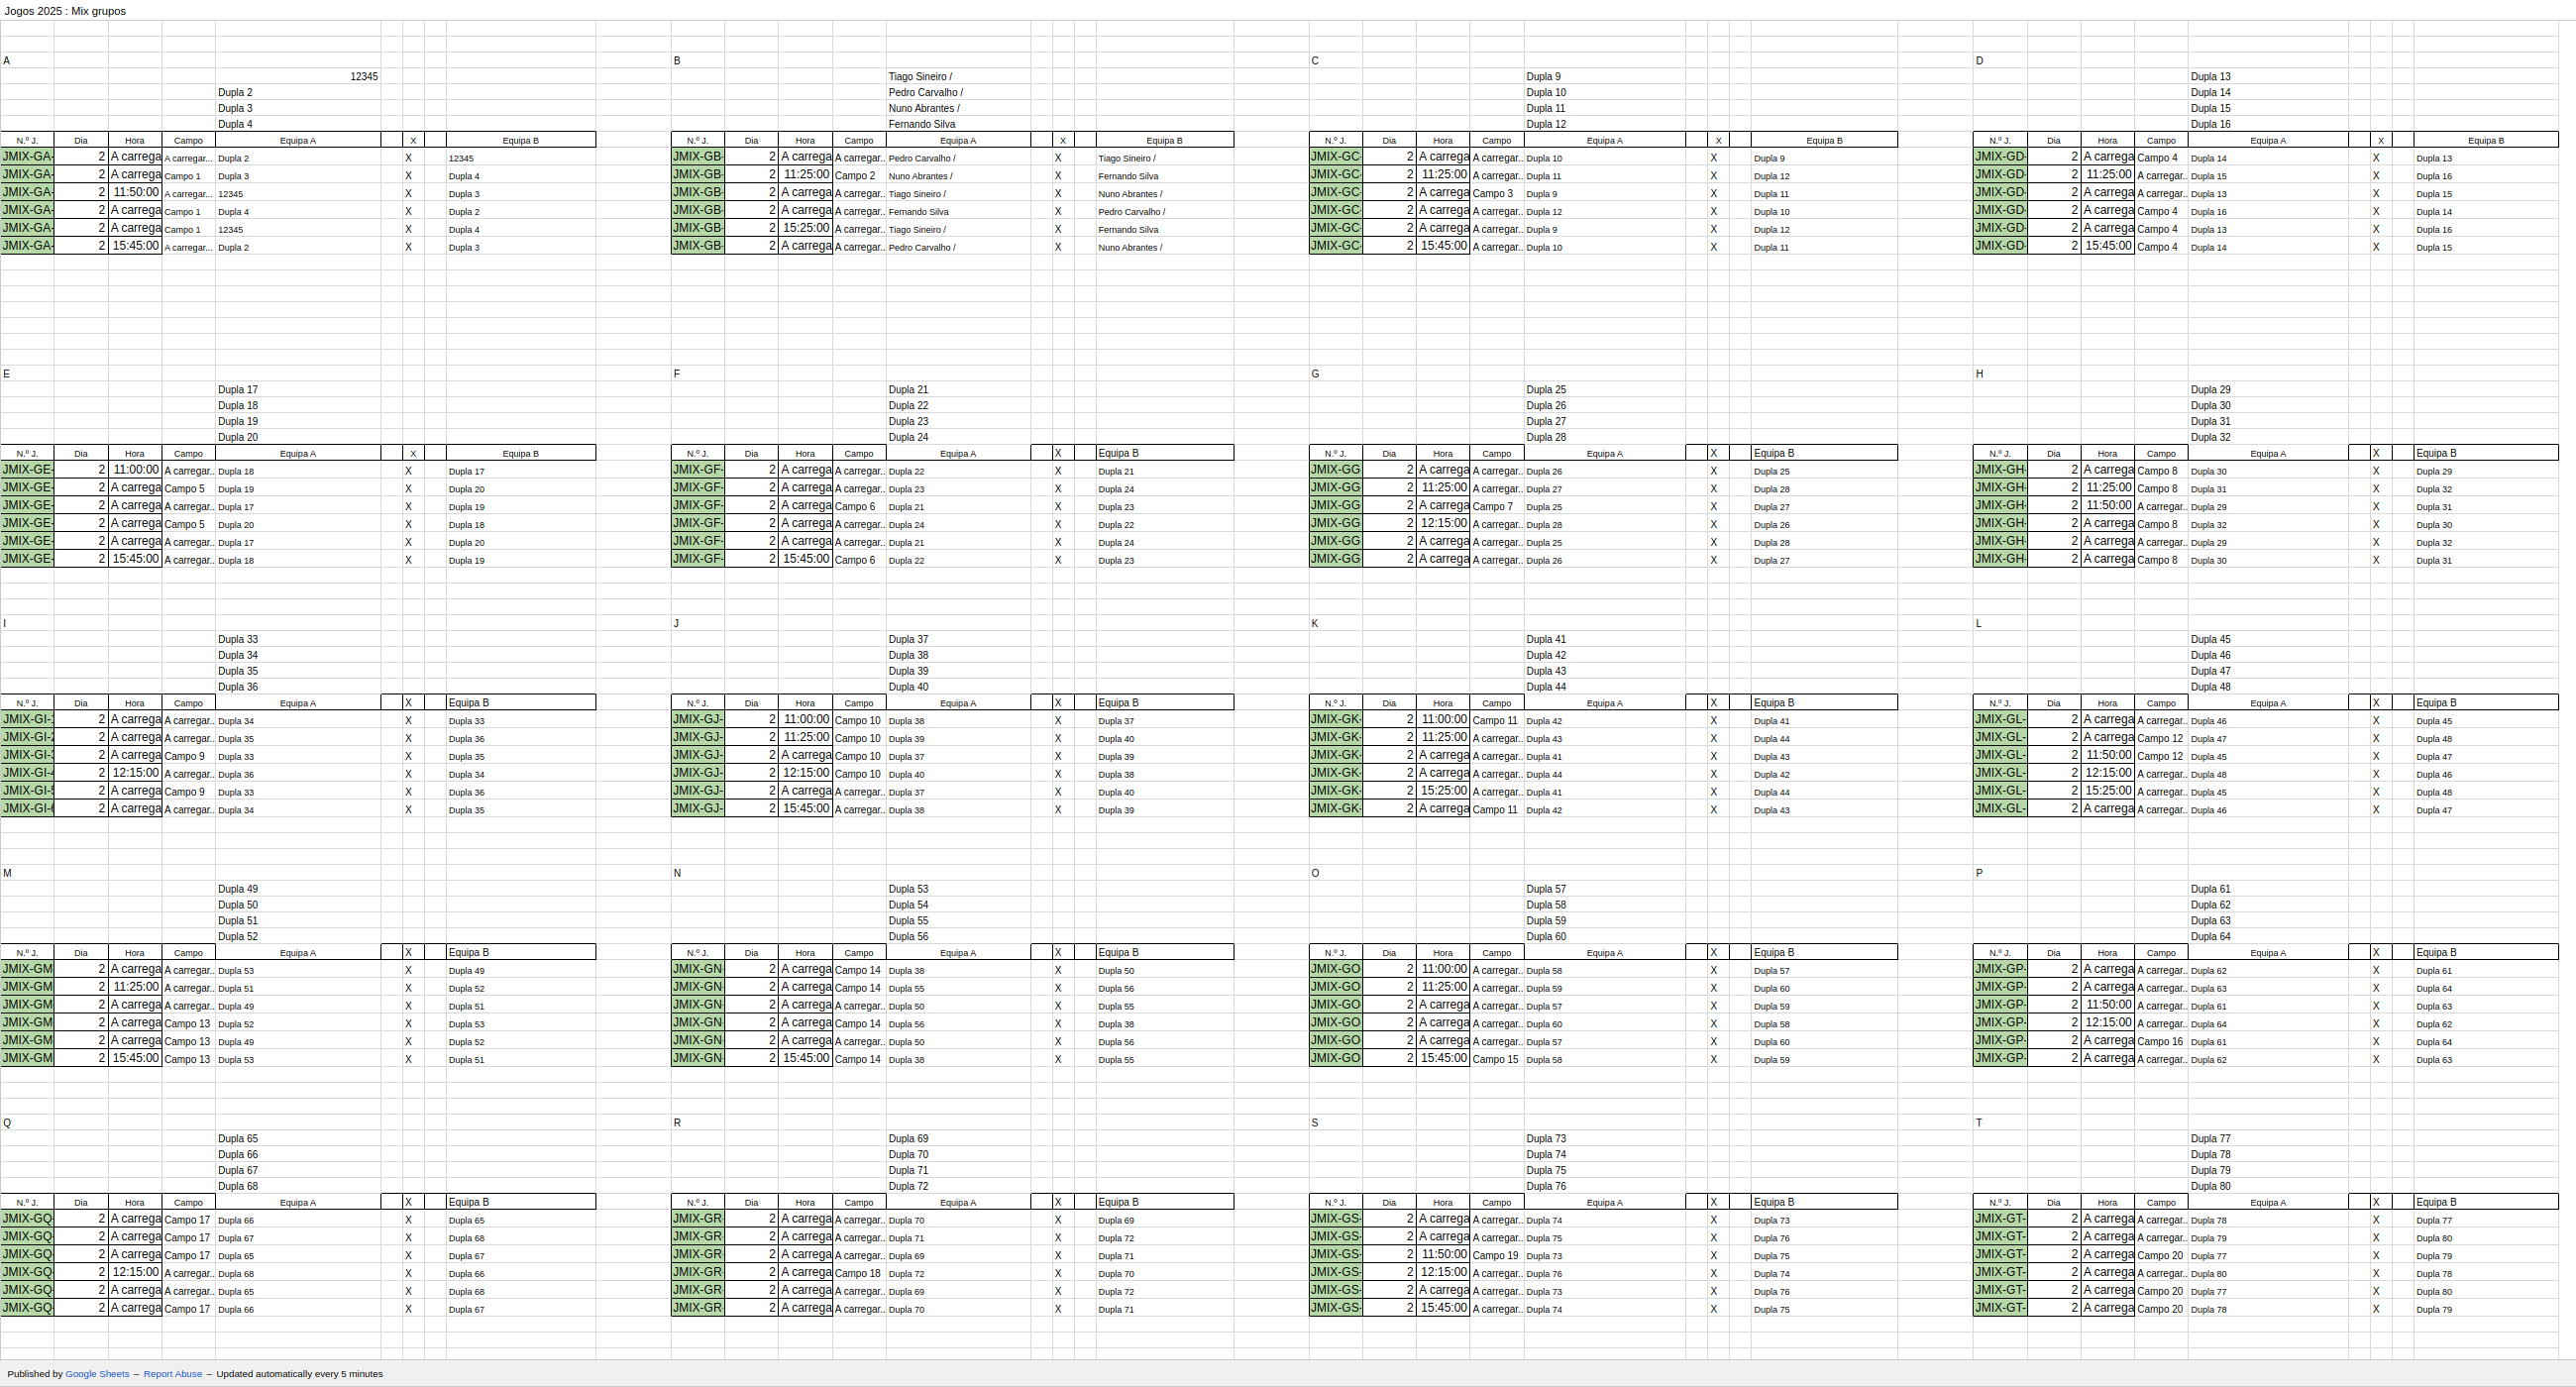 Jogos 2025 : Mix grupos
A B C D
12345 Tiago Sineiro / Dupla 9 Dupla 13
Dupla 2 Pedro Carvalho / Dupla 10 Dupla 14
Dupla 3 Nuno Abrantes / Dupla 11 Dupla 15
Dupla 4 Fernando Silva Dupla 12 Dupla 16
N.º J. Dia Hora Campo Equipa A X Equipa B N.º J. Dia Hora Campo Equipa A X Equipa B N.º J. Dia Hora Campo Equipa A X Equipa B N.º J. Dia Hora Campo Equipa A X Equipa B
JMIX-GA- 2 A carrega A carregar... Dupla 2 X 12345 JMIX-GB- 2 A carrega A carregar... Pedro Carvalho / X Tiago Sineiro / JMIX-GC- 2 A carrega A carregar... Dupla 10 X Dupla 9 JMIX-GD- 2 A carrega Campo 4 Dupla 14 X Dupla 13
JMIX-GA- 2 A carrega Campo 1 Dupla 3 X Dupla 4 JMIX-GB- 2 11:25:00 Campo 2 Nuno Abrantes / X Fernando Silva JMIX-GC- 2 11:25:00 A carregar... Dupla 11 X Dupla 12 JMIX-GD- 2 11:25:00 A carregar.. Dupla 15 X Dupla 16
JMIX-GA- 2 11:50:00 A carregar... 12345 X Dupla 3 JMIX-GB- 2 A carrega A carregar.. Tiago Sineiro / X Nuno Abrantes / JMIX-GC- 2 A carrega Campo 3 Dupla 9 X Dupla 11 JMIX-GD- 2 A carrega A carregar.. Dupla 13 X Dupla 15
JMIX-GA- 2 A carrega Campo 1 Dupla 4 X Dupla 2 JMIX-GB- 2 A carrega A carregar.. Fernando Silva X Pedro Carvalho / JMIX-GC- 2 A carrega A carregar.. Dupla 12 X Dupla 10 JMIX-GD- 2 A carrega Campo 4 Dupla 16 X Dupla 14
JMIX-GA- 2 A carrega Campo 1 12345 X Dupla 4 JMIX-GB- 2 15:25:00 A carregar.. Tiago Sineiro / X Fernando Silva JMIX-GC- 2 A carrega A carregar.. Dupla 9 X Dupla 12 JMIX-GD- 2 A carrega Campo 4 Dupla 13 X Dupla 16
JMIX-GA- 2 15:45:00 A carregar... Dupla 2 X Dupla 3 JMIX-GB- 2 A carrega A carregar.. Pedro Carvalho / X Nuno Abrantes / JMIX-GC- 2 15:45:00 A carregar.. Dupla 10 X Dupla 11 JMIX-GD- 2 15:45:00 Campo 4 Dupla 14 X Dupla 15
E F G H
Dupla 17 Dupla 21 Dupla 25 Dupla 29
Dupla 18 Dupla 22 Dupla 26 Dupla 30
Dupla 19 Dupla 23 Dupla 27 Dupla 31
Dupla 20 Dupla 24 Dupla 28 Dupla 32
N.º J. Dia Hora Campo Equipa A X Equipa B N.º J. Dia Hora Campo Equipa A X Equipa B N.º J. Dia Hora Campo Equipa A X Equipa B N.º J. Dia Hora Campo Equipa A X Equipa B
JMIX-GE- 2 11:00:00 A carregar.. Dupla 18 X Dupla 17 JMIX-GF- 2 A carrega A carregar.. Dupla 22 X Dupla 21 JMIX-GG 2 A carrega A carregar.. Dupla 26 X Dupla 25 JMIX-GH- 2 A carrega Campo 8 Dupla 30 X Dupla 29
JMIX-GE- 2 A carrega Campo 5 Dupla 19 X Dupla 20 JMIX-GF- 2 A carrega A carregar.. Dupla 23 X Dupla 24 JMIX-GG 2 11:25:00 A carregar.. Dupla 27 X Dupla 28 JMIX-GH- 2 11:25:00 Campo 8 Dupla 31 X Dupla 32
JMIX-GE- 2 A carrega A carregar.. Dupla 17 X Dupla 19 JMIX-GF- 2 A carrega Campo 6 Dupla 21 X Dupla 23 JMIX-GG 2 A carrega Campo 7 Dupla 25 X Dupla 27 JMIX-GH- 2 11:50:00 A carregar.. Dupla 29 X Dupla 31
JMIX-GE- 2 A carrega Campo 5 Dupla 20 X Dupla 18 JMIX-GF- 2 A carrega A carregar.. Dupla 24 X Dupla 22 JMIX-GG 2 12:15:00 A carregar.. Dupla 28 X Dupla 26 JMIX-GH- 2 A carrega Campo 8 Dupla 32 X Dupla 30
JMIX-GE- 2 A carrega A carregar.. Dupla 17 X Dupla 20 JMIX-GF- 2 A carrega A carregar.. Dupla 21 X Dupla 24 JMIX-GG 2 A carrega A carregar.. Dupla 25 X Dupla 28 JMIX-GH- 2 A carrega A carregar.. Dupla 29 X Dupla 32
JMIX-GE- 2 15:45:00 A carregar.. Dupla 18 X Dupla 19 JMIX-GF- 2 15:45:00 Campo 6 Dupla 22 X Dupla 23 JMIX-GG 2 A carrega A carregar.. Dupla 26 X Dupla 27 JMIX-GH- 2 A carrega Campo 8 Dupla 30 X Dupla 31
I J K L
Dupla 33 Dupla 37 Dupla 41 Dupla 45
Dupla 34 Dupla 38 Dupla 42 Dupla 46
Dupla 35 Dupla 39 Dupla 43 Dupla 47
Dupla 36 Dupla 40 Dupla 44 Dupla 48
N.º J. Dia Hora Campo Equipa A X Equipa B N.º J. Dia Hora Campo Equipa A X Equipa B N.º J. Dia Hora Campo Equipa A X Equipa B N.º J. Dia Hora Campo Equipa A X Equipa B
JMIX-GI-1 2 A carrega A carregar.. Dupla 34 X Dupla 33 JMIX-GJ- 2 11:00:00 Campo 10 Dupla 38 X Dupla 37 JMIX-GK- 2 11:00:00 Campo 11 Dupla 42 X Dupla 41 JMIX-GL- 2 A carrega A carregar.. Dupla 46 X Dupla 45
JMIX-GI-2 2 A carrega A carregar.. Dupla 35 X Dupla 36 JMIX-GJ- 2 11:25:00 Campo 10 Dupla 39 X Dupla 40 JMIX-GK- 2 11:25:00 A carregar.. Dupla 43 X Dupla 44 JMIX-GL- 2 A carrega Campo 12 Dupla 47 X Dupla 48
JMIX-GI-3 2 A carrega Campo 9 Dupla 33 X Dupla 35 JMIX-GJ- 2 A carrega Campo 10 Dupla 37 X Dupla 39 JMIX-GK- 2 A carrega A carregar.. Dupla 41 X Dupla 43 JMIX-GL- 2 11:50:00 Campo 12 Dupla 45 X Dupla 47
JMIX-GI-4 2 12:15:00 A carregar.. Dupla 36 X Dupla 34 JMIX-GJ- 2 12:15:00 Campo 10 Dupla 40 X Dupla 38 JMIX-GK- 2 A carrega A carregar.. Dupla 44 X Dupla 42 JMIX-GL- 2 12:15:00 A carregar.. Dupla 48 X Dupla 46
JMIX-GI-5 2 A carrega Campo 9 Dupla 33 X Dupla 36 JMIX-GJ- 2 A carrega A carregar.. Dupla 37 X Dupla 40 JMIX-GK- 2 15:25:00 A carregar.. Dupla 41 X Dupla 44 JMIX-GL- 2 15:25:00 A carregar.. Dupla 45 X Dupla 48
JMIX-GI-6 2 A carrega A carregar.. Dupla 34 X Dupla 35 JMIX-GJ- 2 15:45:00 A carregar.. Dupla 38 X Dupla 39 JMIX-GK- 2 A carrega Campo 11 Dupla 42 X Dupla 43 JMIX-GL- 2 A carrega A carregar.. Dupla 46 X Dupla 47
M N O P
Dupla 49 Dupla 53 Dupla 57 Dupla 61
Dupla 50 Dupla 54 Dupla 58 Dupla 62
Dupla 51 Dupla 55 Dupla 59 Dupla 63
Dupla 52 Dupla 56 Dupla 60 Dupla 64
N.º J. Dia Hora Campo Equipa A X Equipa B N.º J. Dia Hora Campo Equipa A X Equipa B N.º J. Dia Hora Campo Equipa A X Equipa B N.º J. Dia Hora Campo Equipa A X Equipa B
JMIX-GM 2 A carrega A carregar.. Dupla 53 X Dupla 49 JMIX-GN- 2 A carrega Campo 14 Dupla 38 X Dupla 50 JMIX-GO 2 11:00:00 A carregar.. Dupla 58 X Dupla 57 JMIX-GP- 2 A carrega A carregar.. Dupla 62 X Dupla 61
JMIX-GM 2 11:25:00 A carregar.. Dupla 51 X Dupla 52 JMIX-GN- 2 A carrega Campo 14 Dupla 55 X Dupla 56 JMIX-GO 2 11:25:00 A carregar.. Dupla 59 X Dupla 60 JMIX-GP- 2 A carrega A carregar.. Dupla 63 X Dupla 64
JMIX-GM 2 A carrega A carregar.. Dupla 49 X Dupla 51 JMIX-GN- 2 A carrega A carregar.. Dupla 50 X Dupla 55 JMIX-GO 2 A carrega A carregar.. Dupla 57 X Dupla 59 JMIX-GP- 2 11:50:00 A carregar.. Dupla 61 X Dupla 63
JMIX-GM 2 A carrega Campo 13 Dupla 52 X Dupla 53 JMIX-GN- 2 A carrega Campo 14 Dupla 56 X Dupla 38 JMIX-GO 2 A carrega A carregar.. Dupla 60 X Dupla 58 JMIX-GP- 2 12:15:00 A carregar.. Dupla 64 X Dupla 62
JMIX-GM 2 A carrega Campo 13 Dupla 49 X Dupla 52 JMIX-GN- 2 A carrega A carregar.. Dupla 50 X Dupla 56 JMIX-GO 2 A carrega A carregar.. Dupla 57 X Dupla 60 JMIX-GP- 2 A carrega Campo 16 Dupla 61 X Dupla 64
JMIX-GM 2 15:45:00 Campo 13 Dupla 53 X Dupla 51 JMIX-GN- 2 15:45:00 Campo 14 Dupla 38 X Dupla 55 JMIX-GO 2 15:45:00 Campo 15 Dupla 58 X Dupla 59 JMIX-GP- 2 A carrega A carregar.. Dupla 62 X Dupla 63
Q R S T
Dupla 65 Dupla 69 Dupla 73 Dupla 77
Dupla 66 Dupla 70 Dupla 74 Dupla 78
Dupla 67 Dupla 71 Dupla 75 Dupla 79
Dupla 68 Dupla 72 Dupla 76 Dupla 80
N.º J. Dia Hora Campo Equipa A X Equipa B N.º J. Dia Hora Campo Equipa A X Equipa B N.º J. Dia Hora Campo Equipa A X Equipa B N.º J. Dia Hora Campo Equipa A X Equipa B
JMIX-GQ- 2 A carrega Campo 17 Dupla 66 X Dupla 65 JMIX-GR- 2 A carrega A carregar.. Dupla 70 X Dupla 69 JMIX-GS- 2 A carrega A carregar.. Dupla 74 X Dupla 73 JMIX-GT- 2 A carrega A carregar.. Dupla 78 X Dupla 77
JMIX-GQ- 2 A carrega Campo 17 Dupla 67 X Dupla 68 JMIX-GR- 2 A carrega A carregar.. Dupla 71 X Dupla 72 JMIX-GS- 2 A carrega A carregar.. Dupla 75 X Dupla 76 JMIX-GT- 2 A carrega A carregar.. Dupla 79 X Dupla 80
JMIX-GQ- 2 A carrega Campo 17 Dupla 65 X Dupla 67 JMIX-GR- 2 A carrega A carregar.. Dupla 69 X Dupla 71 JMIX-GS- 2 11:50:00 Campo 19 Dupla 73 X Dupla 75 JMIX-GT- 2 A carrega Campo 20 Dupla 77 X Dupla 79
JMIX-GQ- 2 12:15:00 A carregar.. Dupla 68 X Dupla 66 JMIX-GR- 2 A carrega Campo 18 Dupla 72 X Dupla 70 JMIX-GS- 2 12:15:00 A carregar.. Dupla 76 X Dupla 74 JMIX-GT- 2 A carrega A carregar.. Dupla 80 X Dupla 78
JMIX-GQ- 2 A carrega A carregar.. Dupla 65 X Dupla 68 JMIX-GR- 2 A carrega A carregar.. Dupla 69 X Dupla 72 JMIX-GS- 2 A carrega A carregar.. Dupla 73 X Dupla 76 JMIX-GT- 2 A carrega Campo 20 Dupla 77 X Dupla 80
JMIX-GQ- 2 A carrega Campo 17 Dupla 66 X Dupla 67 JMIX-GR- 2 A carrega A carregar.. Dupla 70 X Dupla 71 JMIX-GS- 2 15:45:00 A carregar.. Dupla 74 X Dupla 75 JMIX-GT- 2 A carrega Campo 20 Dupla 78 X Dupla 79
Published by Google Sheets – Report Abuse – Updated automatically every 5 minutes